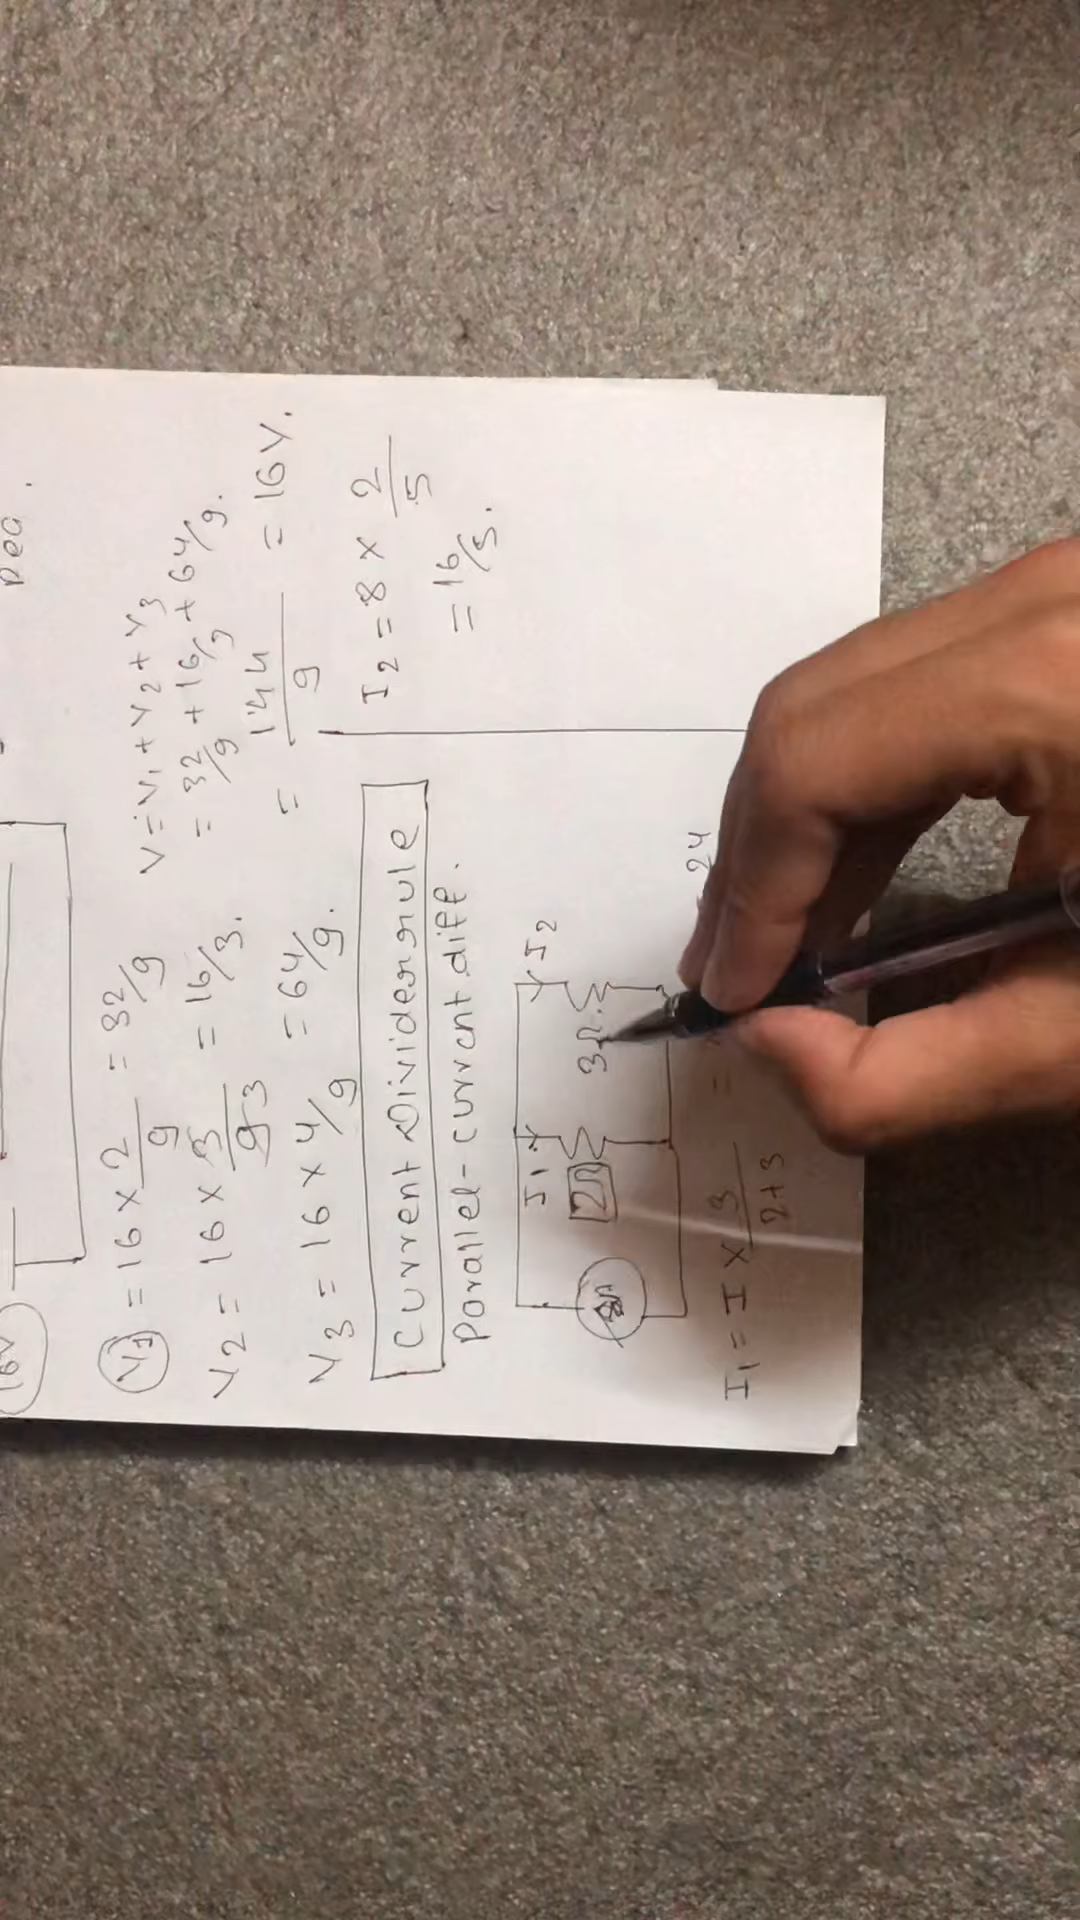 16V
V1 = 16 × 2/9 = 32/9
V2 = 16 × 3/9 3 = 16/3.
V3 = 16 × 4/9 = 64/9.
V = V1 + V2 + V3
= 32/9 + 16/3 + 64/9.
= 144/9 = 16V.
Current Divider rule
Parallel - current diff.
I1
I2
2Ω
3Ω.
8A
I1 = I × 3/2+3 =
24
I2 = 8 × 2/5
= 16/5.